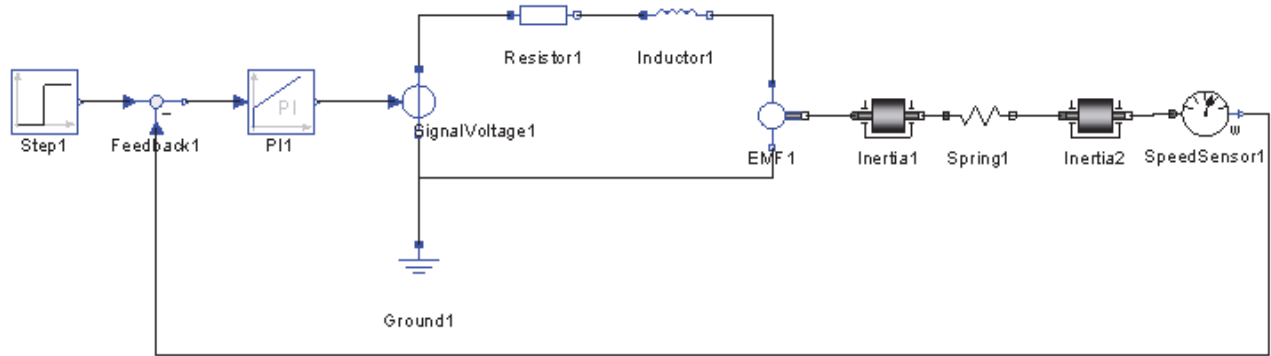 Resistor1
Inductor1
PI
SignalVoltage1
Step1
Feedback1
PI1
EMF1
Inertia1
Spring1
Inertia2
SpeedSensor1
w
Ground1